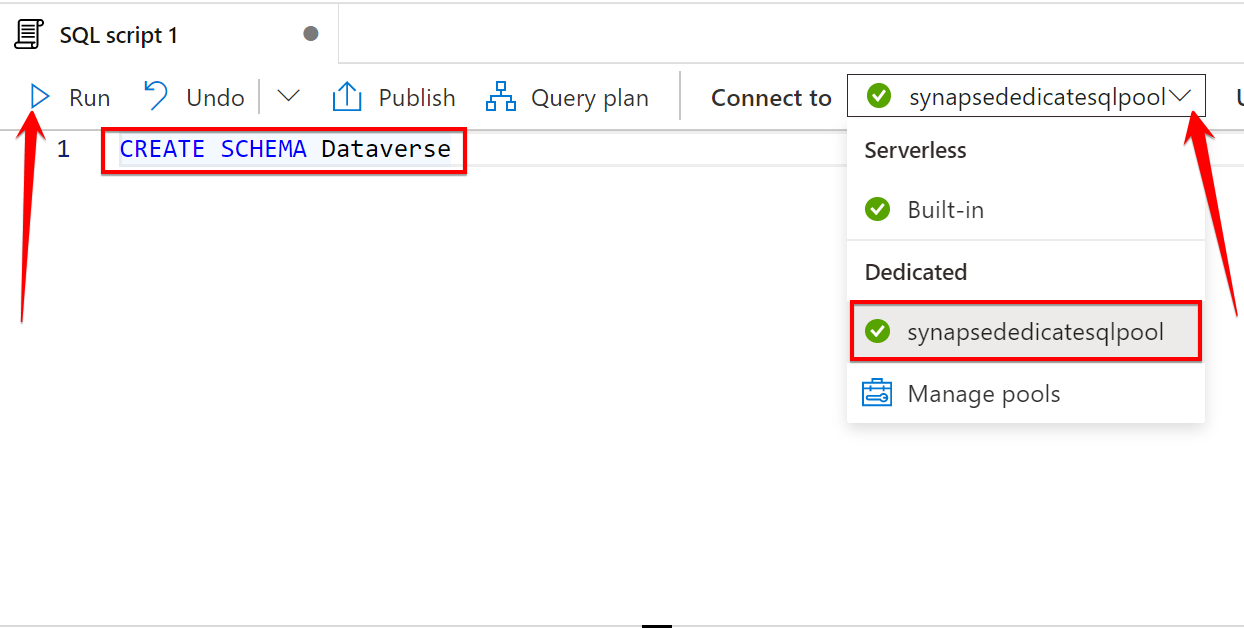 SQL script 1
Run Undo Publish Query plan Connect to synapsededicatesqlpool
1 CREATE SCHEMA Dataverse
Serverless
Built-in
Dedicated
synapsededicatesqlpool
Manage pools